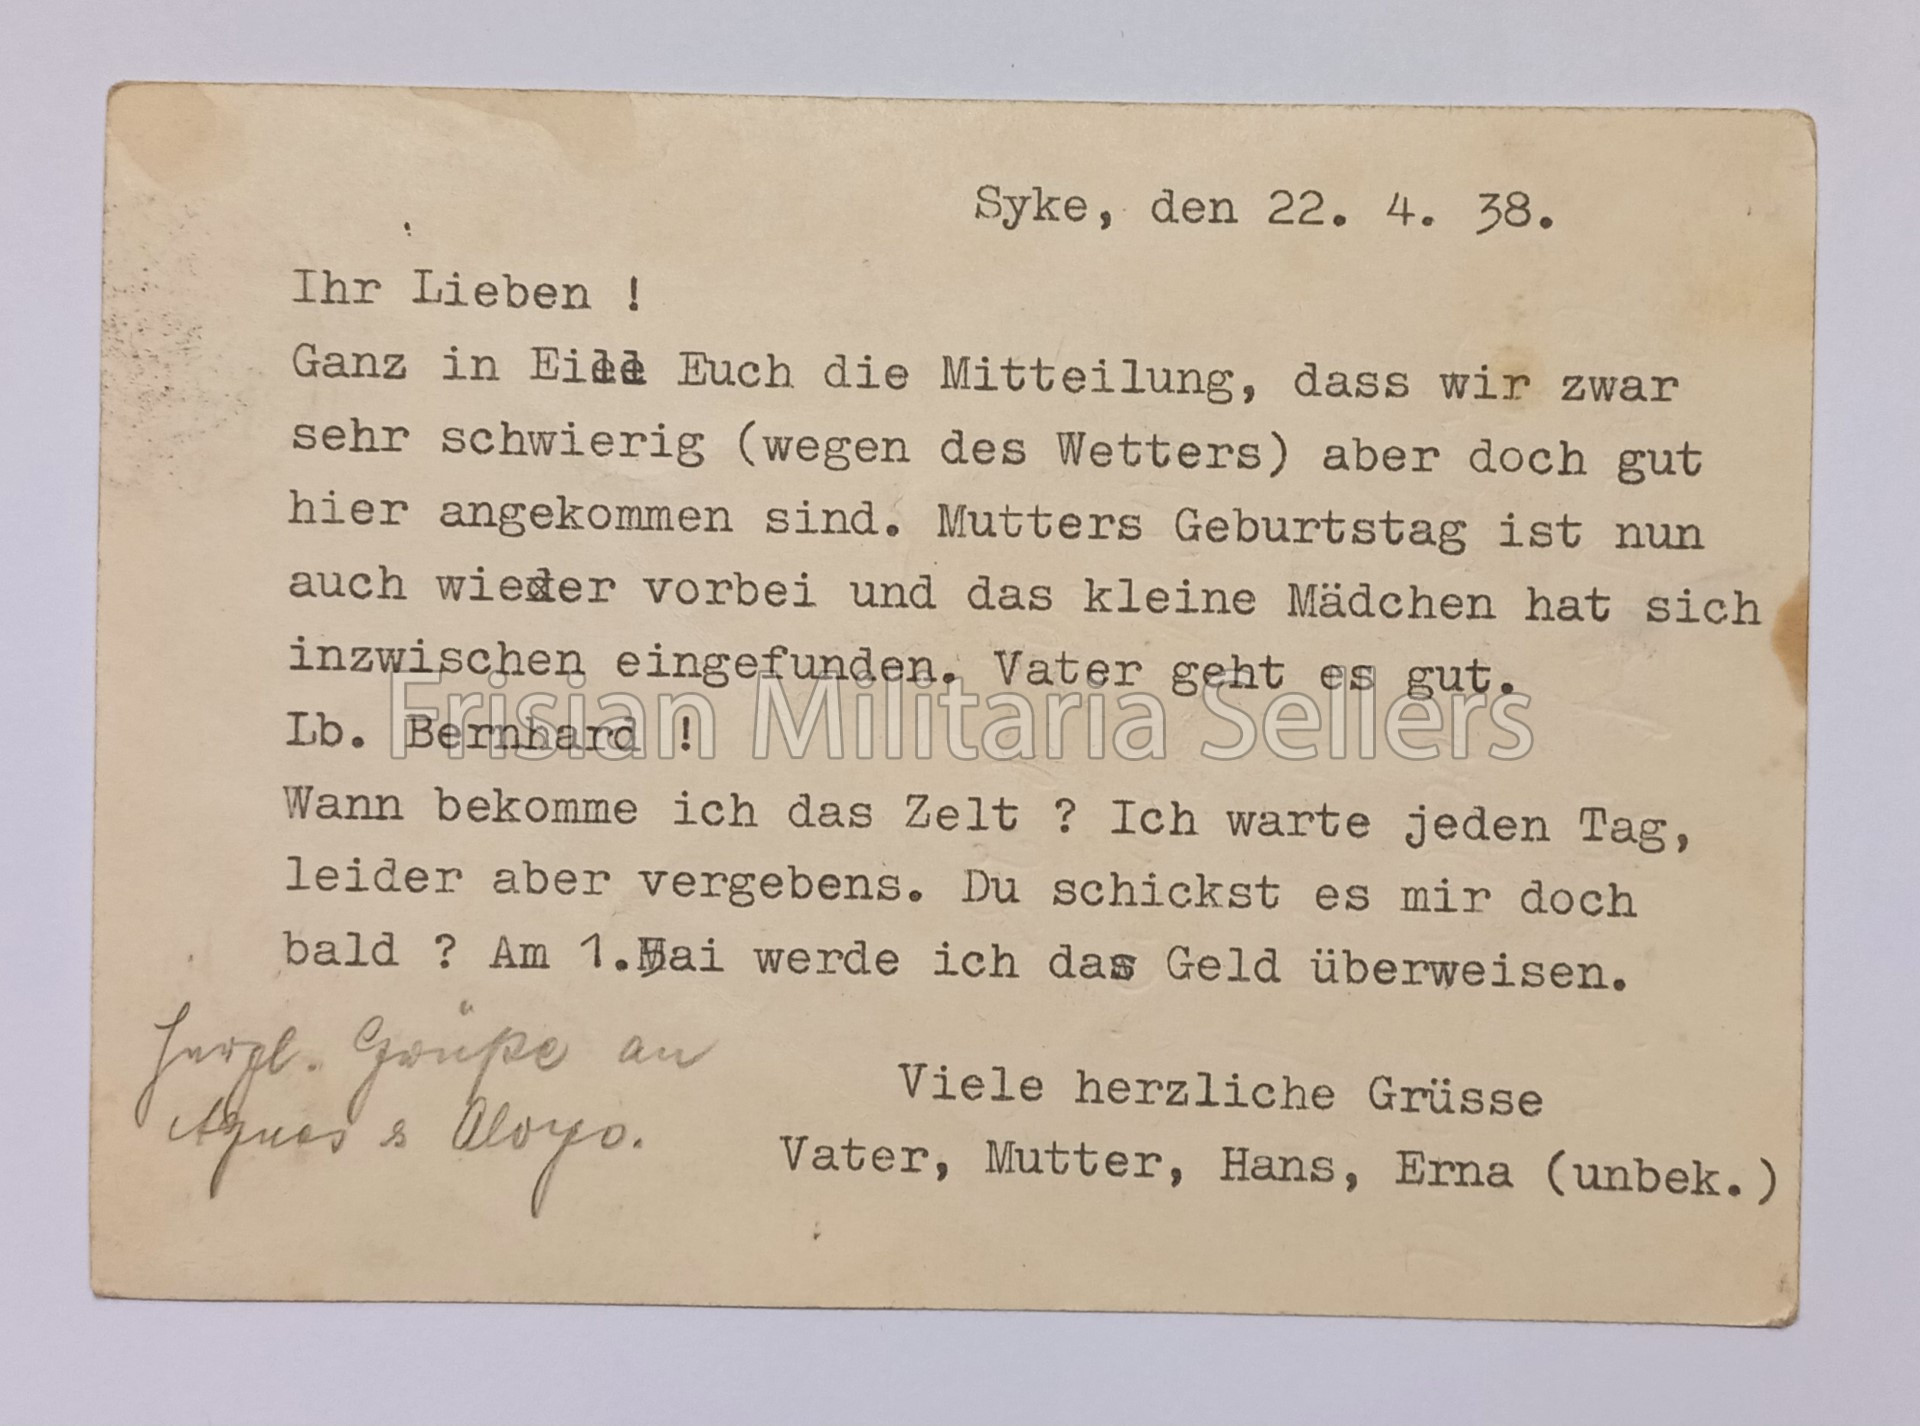 Syke, den 22. 4. 38.
Ihr Lieben !
Ganz in Eile Euch die Mitteilung, dass wir zwar
sehr schwierig (wegen des Wetters) aber doch gut
hier angekommen sind. Mutters Geburtstag ist nun
auch wieder vorbei und das kleine Mädchen hat sich
inzwischen eingefunden. Vater geht es gut.
Frisian Militaria Sellers
Lb. Bernhard !
Wann bekomme ich das Zelt ? Ich warte jeden Tag,
leider aber vergebens. Du schickst es mir doch
bald ? Am 1.Mai werde ich das Geld überweisen.
Herzl. Grüße an
Agnes & Aloys.
Viele herzliche Grüsse
Vater, Mutter, Hans, Erna (unbek.)